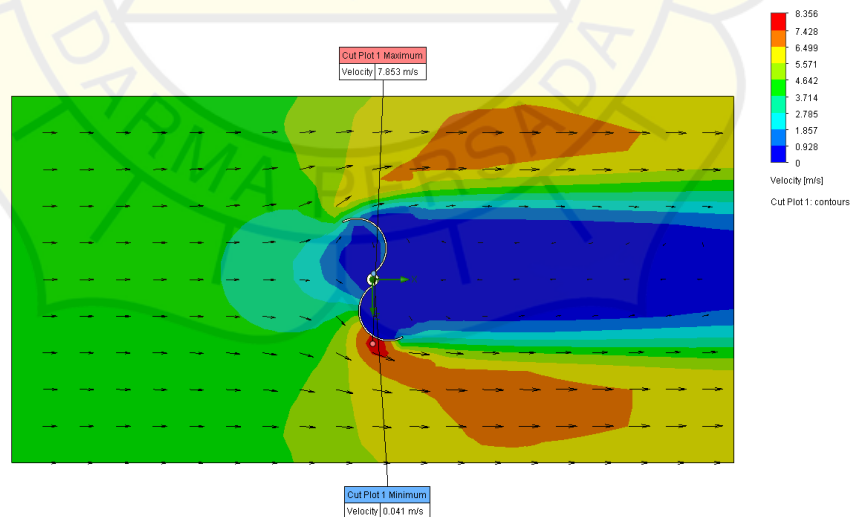 8.356
7.428
6.499
5.571
4.642
3.714
2.785
1.857
0.928
0
Velocity [m/s]
Cut Plot 1: contours
Cut Plot 1 Maximum
Velocity 7.853 m/s
DARMA PERSADA
X
Cut Plot 1 Minimum
Velocity 0.041 m/s